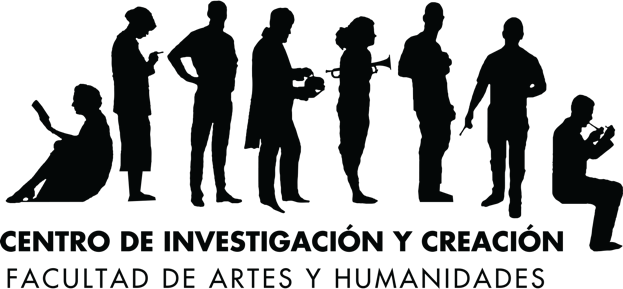 CENTRO DE INVESTIGACIÓN Y CREACIÓN
FACULTAD DE ARTES Y HUMANIDADES